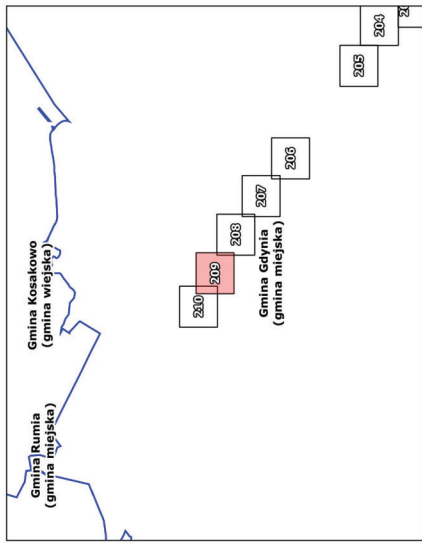 Gmina Rumia
(gmina miejska)
Gmina Kosakowo
(gmina wiejska)
210
209
208
207
Gmina Gdynia
(gmina miejska)
206
205
204